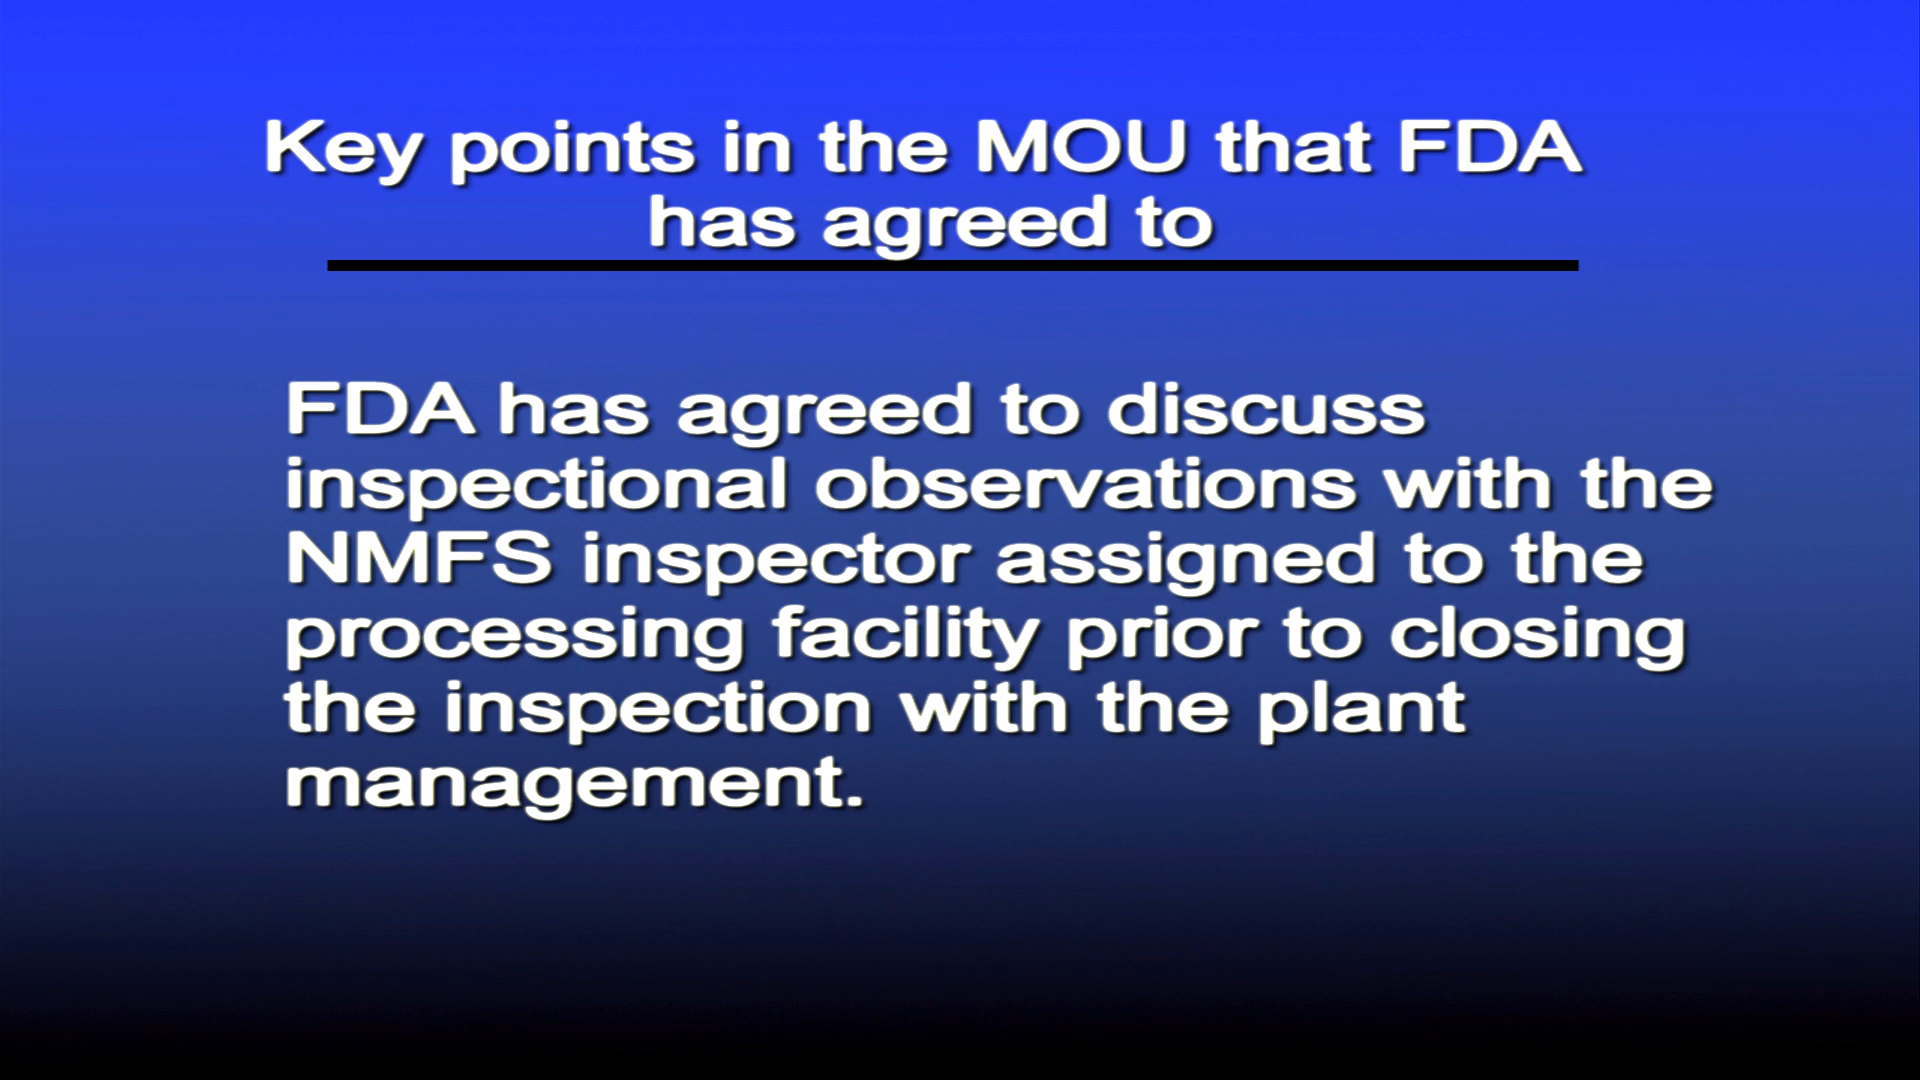 Key points in the MOU that FDA
has agreed to
FDA has agreed to discuss
inspectional observations with the
NMFS inspector assigned to the
processing facility prior to closing
the inspection with the plant
management.